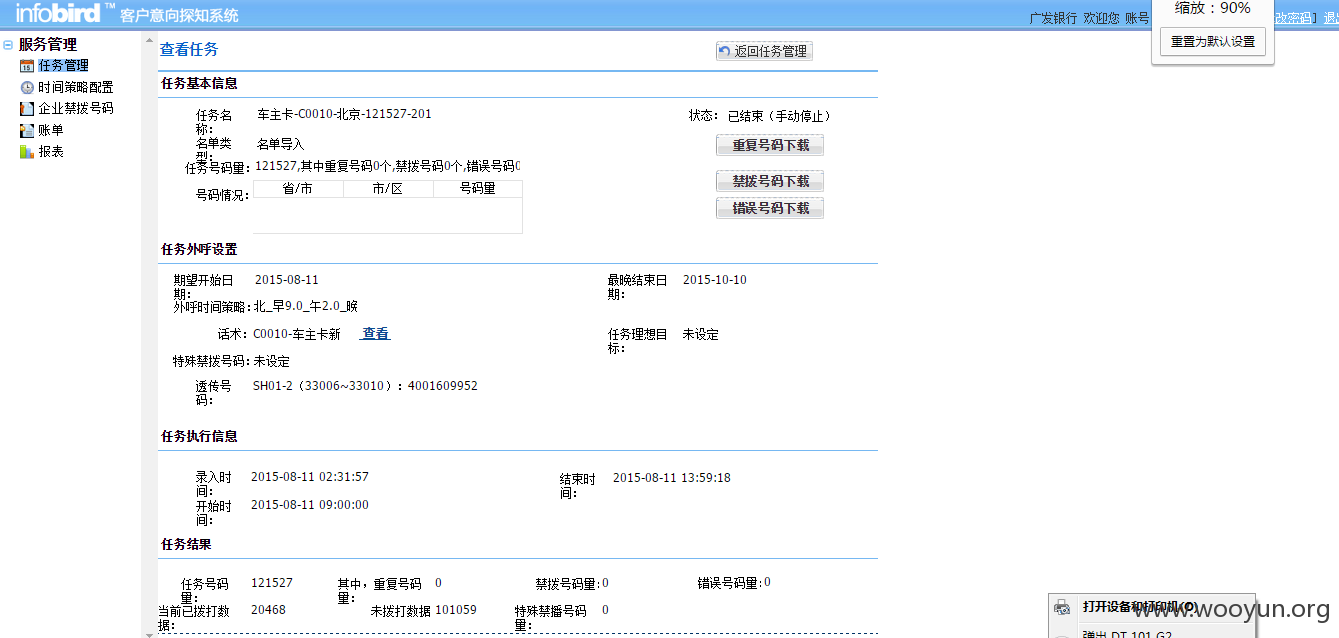 infobird™ 客户意向探知系统
广发银行 欢迎您 账号
改密码] 退出
缩放：90%
重置为默认设置
服务管理
任务管理
时间策略配置
企业禁拨号码
账单
报表
查看任务
返回任务管理
任务基本信息
任务名称： 车主卡-C0010-北京-121527-201
状态： 已结束（手动停止）
名单类型： 名单导入
重复号码下载
任务号码量： 121527,其中重复号码0个,禁拨号码0个,错误号码0
禁拨号码下载
号码情况： 省/市 市/区 号码量
错误号码下载
任务外呼设置
期望开始日期： 2015-08-11
最晚结束日期： 2015-10-10
外呼时间策略: 北_早9.0_午2.0_晚
话术： C0010-车主卡新 查看
任务理想目标： 未设定
特殊禁拨号码: 未设定
透传号码： SH01-2（33006~33010）：4001609952
任务执行信息
录入时间： 2015-08-11 02:31:57
结束时间： 2015-08-11 13:59:18
开始时间： 2015-08-11 09:00:00
任务结果
任务号码量： 121527 其中，重复号码量： 0 禁拨号码量: 0 错误号码量: 0
当前已拨打数据： 20468 未拨打数据 101059 特殊禁播号码量： 0
打开设备和打印机(O)
弹出 DT 101 G2
www.wooyun.org